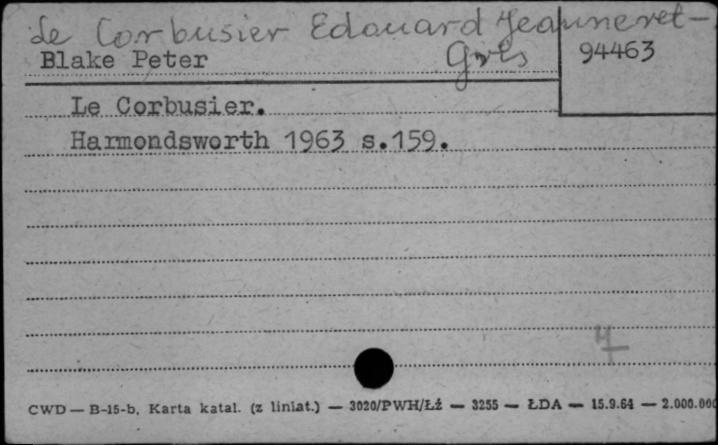 Le Corbusier Edouard Jeanneret-
Gris
Blake Peter
94463
Le Corbusier.
Harmondsworth 1963 s.159.
CWD — B-15-b, Karta katal. (z liniat.) — 3020/PWH/Łź — 3255 — ŁDA — 15.9.64 — 2.000.000